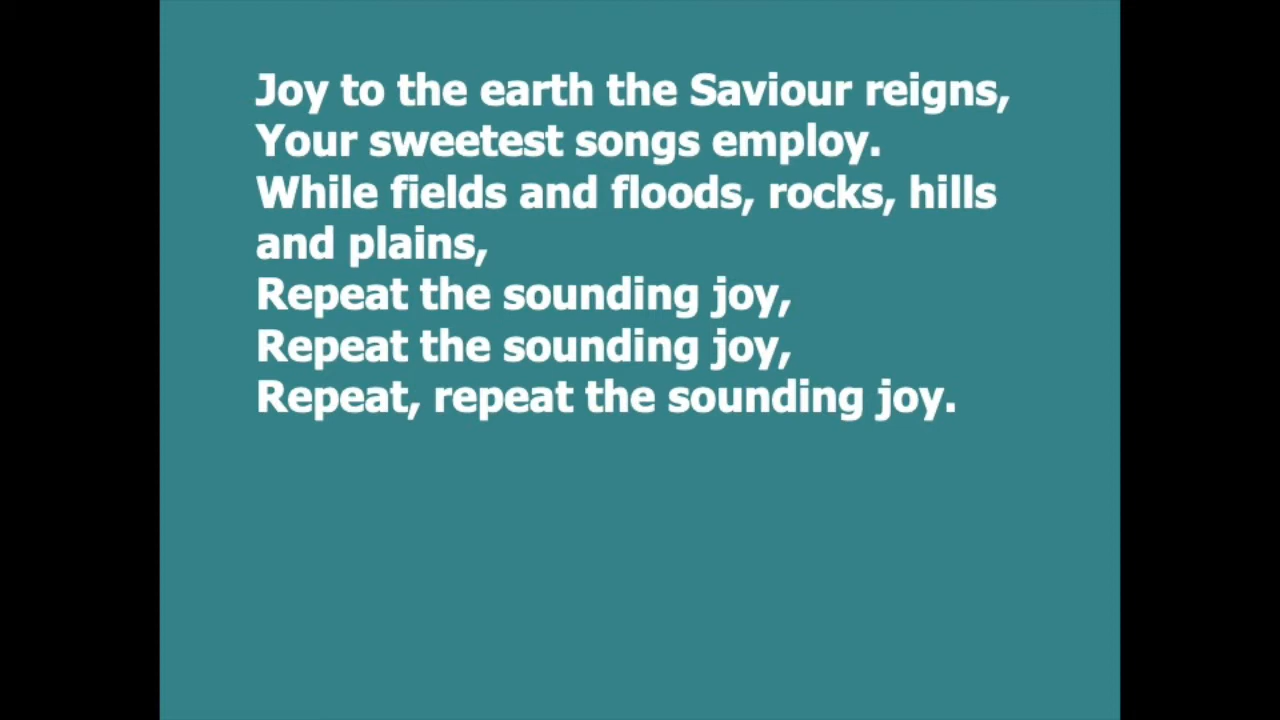 Joy to the earth the Saviour reigns,
Your sweetest songs employ.
While fields and floods, rocks, hills
and plains,
Repeat the sounding joy,
Repeat the sounding joy,
Repeat, repeat the sounding joy.